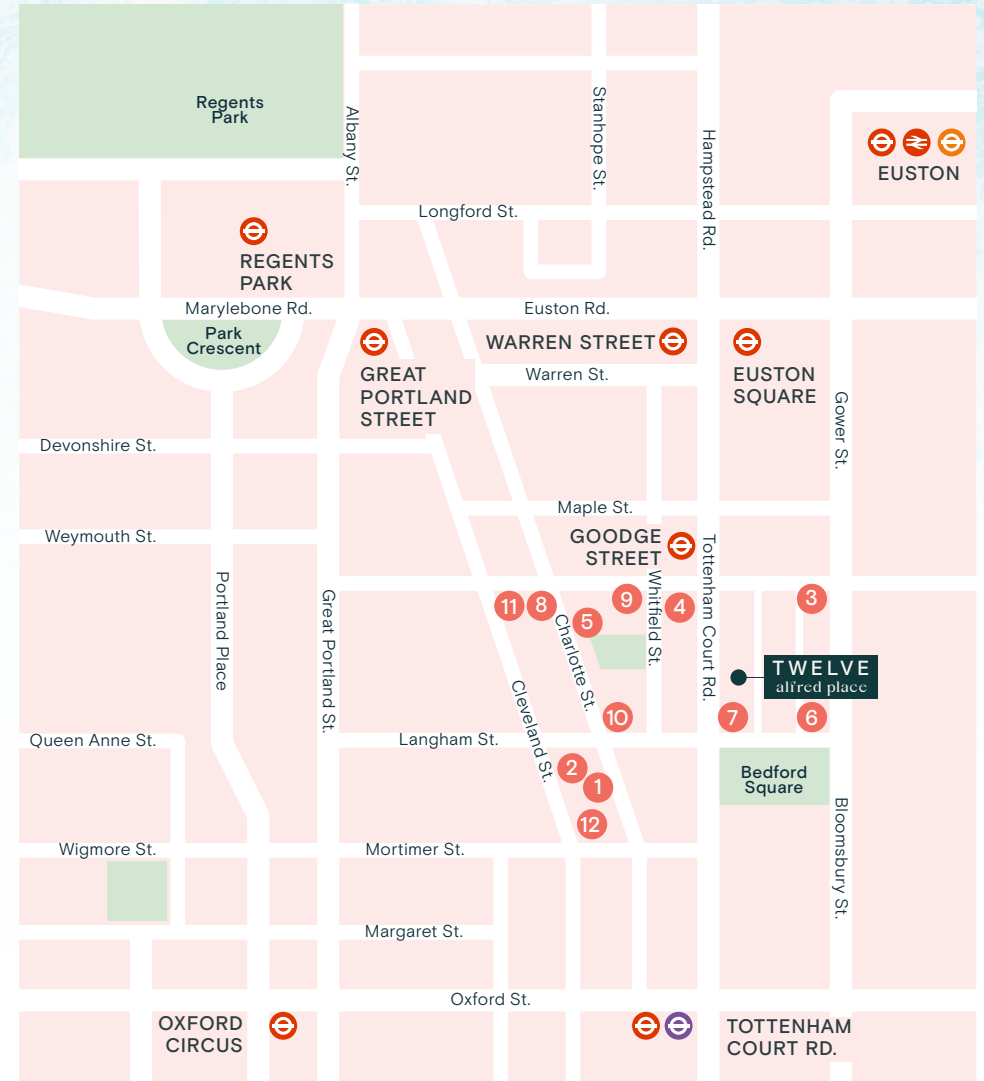 Regents
Park
Albany St.
Stanhope St.
Hampstead Rd.
EUSTON
Longford St.
REGENTS
PARK
Marylebone Rd.
Euston Rd.
Park
Crescent
WARREN STREET
GREAT
PORTLAND
STREET
Warren St.
EUSTON
SQUARE
Gower St.
Devonshire St.
Maple St.
Weymouth St.
GOODGE
STREET
Tottenham Court Rd.
Portland Place
Great Portland St.
Whitfield St.
11
8
5
9
4
3
Charlotte St.
TWELVE
alfred place
Cleveland St.
10
7
6
Queen Anne St.
Langham St.
2
1
12
Bedford
Square
Bloomsbury St.
Wigmore St.
Mortimer St.
Margaret St.
Oxford St.
OXFORD
CIRCUS
TOTTENHAM
COURT RD.